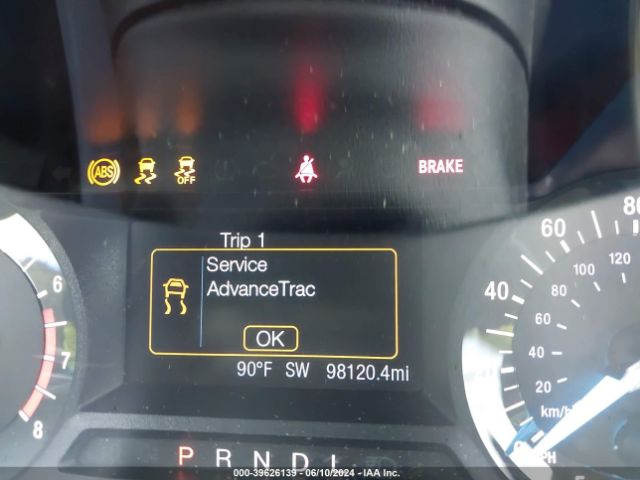 ABS
OFF
BRAKE
Trip 1
Service
AdvanceTrac
OK
90°F SW 98120.4mi
6
7
8
40
60
80
20
40
60
80
100
120
km/h
P R N D L
000-39626139 - 06/10/2024 - IAA Inc.